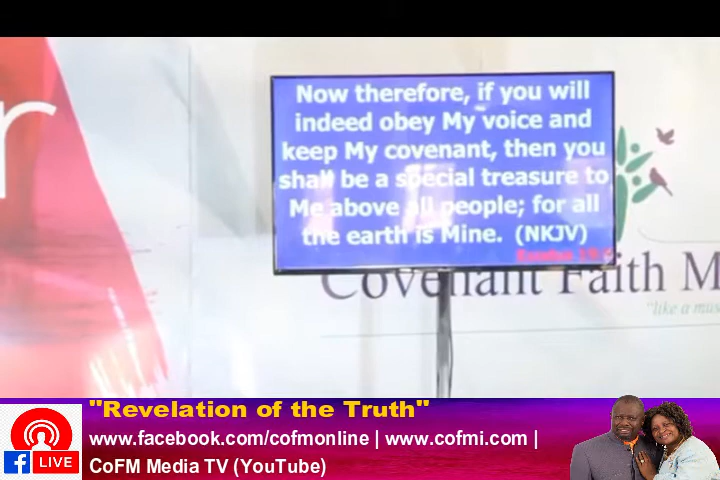 r
Now therefore, if you will
indeed obey My voice and
keep My covenant, then you
shall be a special treasure to
Me above all people; for all
the earth is Mine. (NKJV)
Covenant Faith M
"like a mus
"Revelation of the Truth"
www.facebook.com/cofmonline | www.cofmi.com |
CoFM Media TV (YouTube)
f LIVE